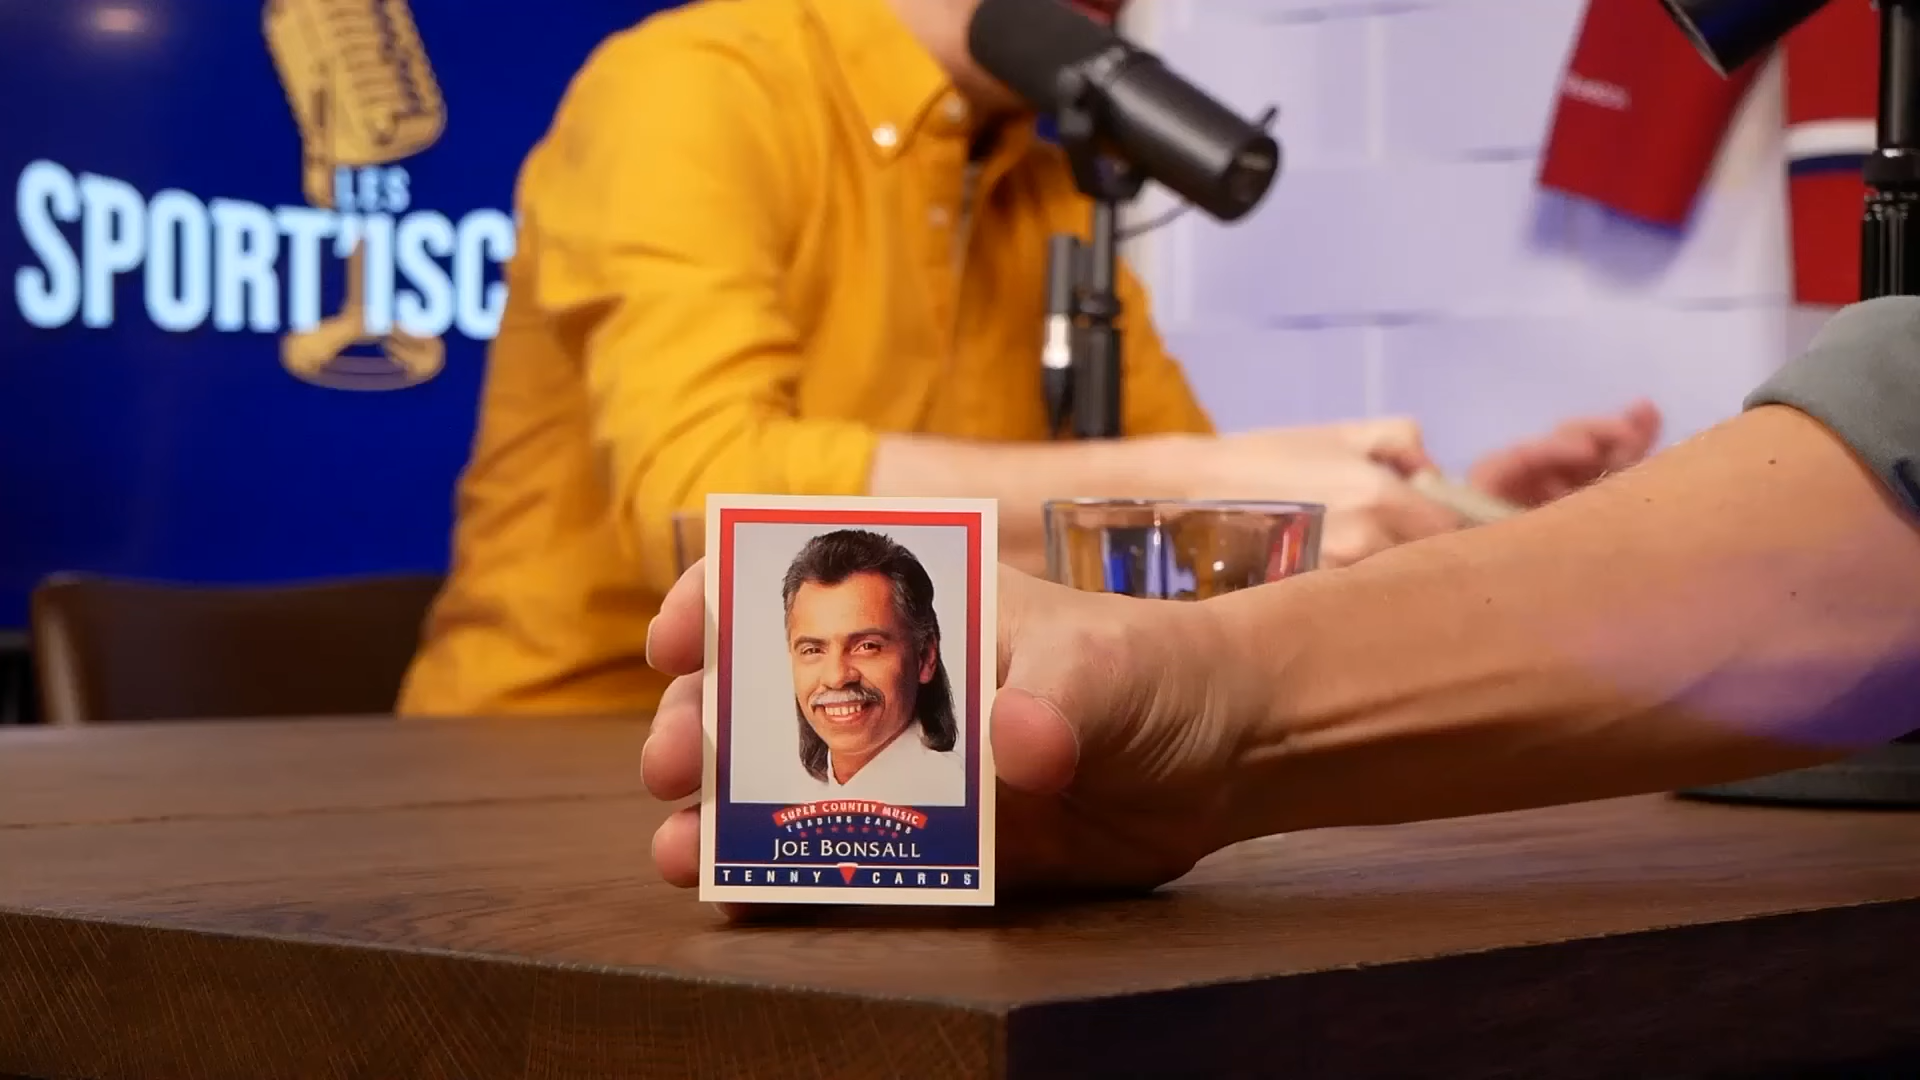 LES
SPORT'ISC
SUPER COUNTRY MUSIC
TRADING CARDS
JOE BONSALL
TENNY CARDS